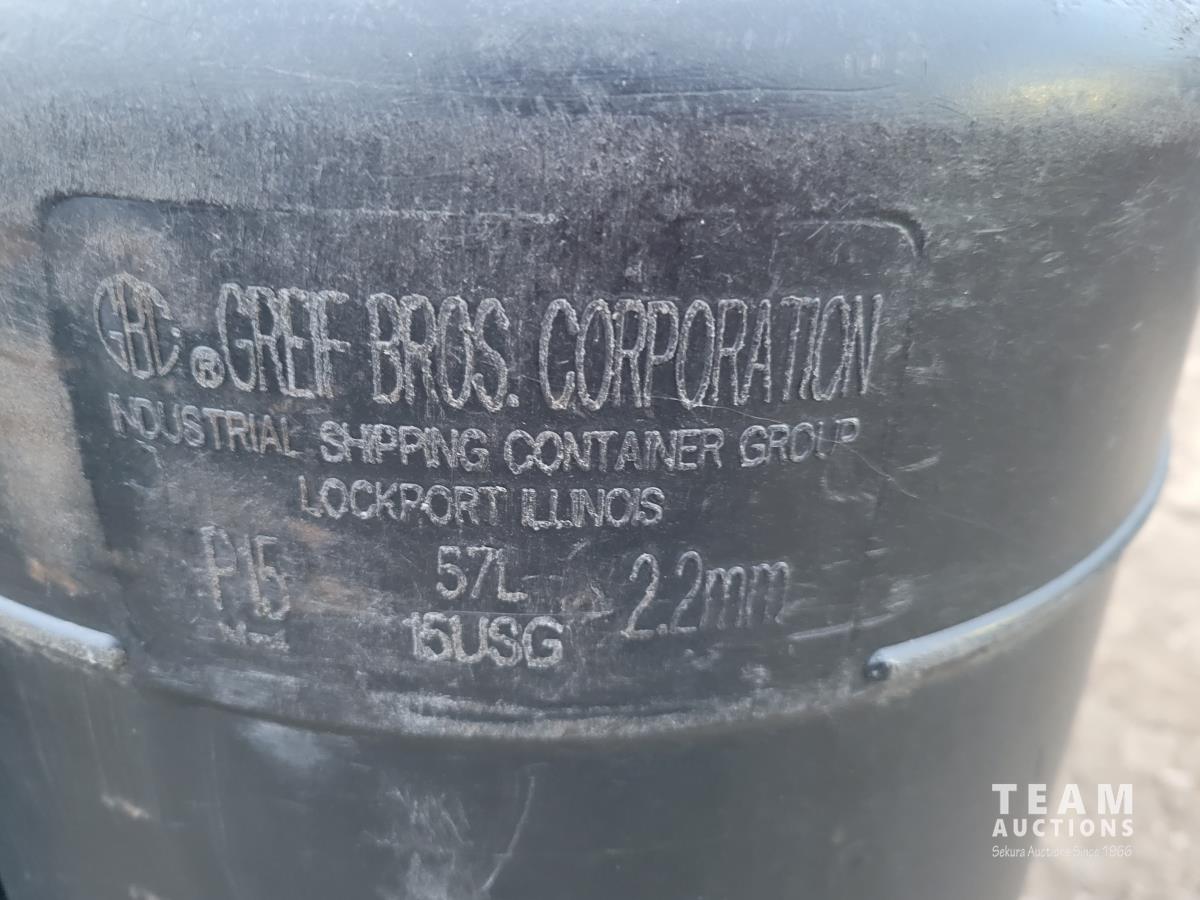 GBC ® GREIF BROS. CORPORATION
INDUSTRIAL SHIPPING CONTAINER GROUP
LOCKPORT ILLINOIS
P15 57L 2.2mm
15USG
TEAM
AUCTIONS
Sekura Auctions Since 1966